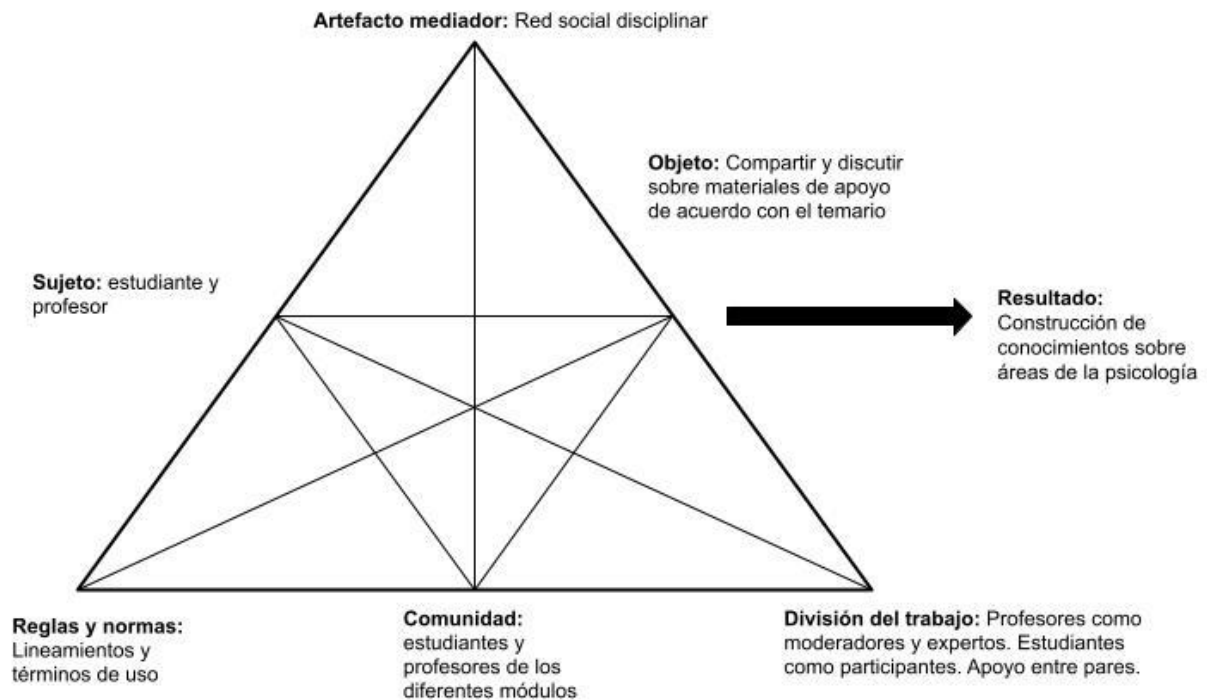 Artefacto mediador: Red social disciplinar
Objeto: Compartir y discutir
sobre materiales de apoyo
de acuerdo con el temario
Sujeto: estudiante y
profesor
Resultado:
Construcción de
conocimientos sobre
áreas de la psicología
Reglas y normas:
Lineamientos y
términos de uso
Comunidad:
estudiantes y
profesores de los
diferentes módulos
División del trabajo: Profesores como
moderadores y expertos. Estudiantes
como participantes. Apoyo entre pares.